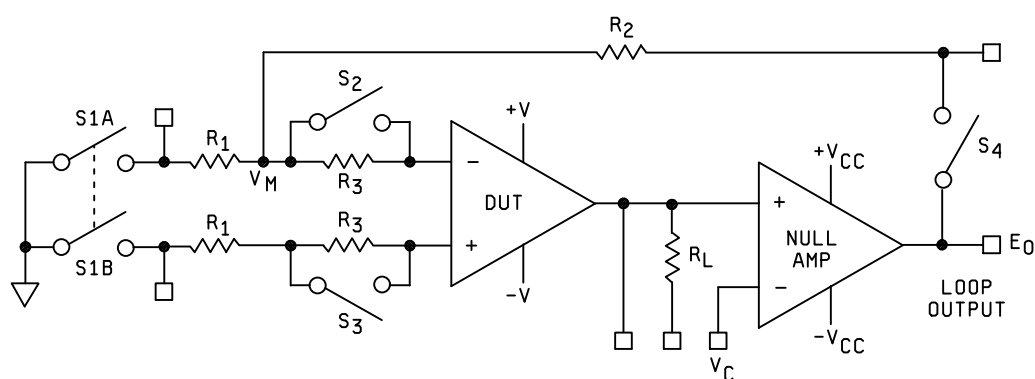 R2
S2
S1A
+V
R1
VM
R3
S4
+VCC
R1
R3
DUT
NULL
AMP
RL
EO
S1B
S3
-V
LOOP
OUTPUT
VC
-VCC
+
-
+
-